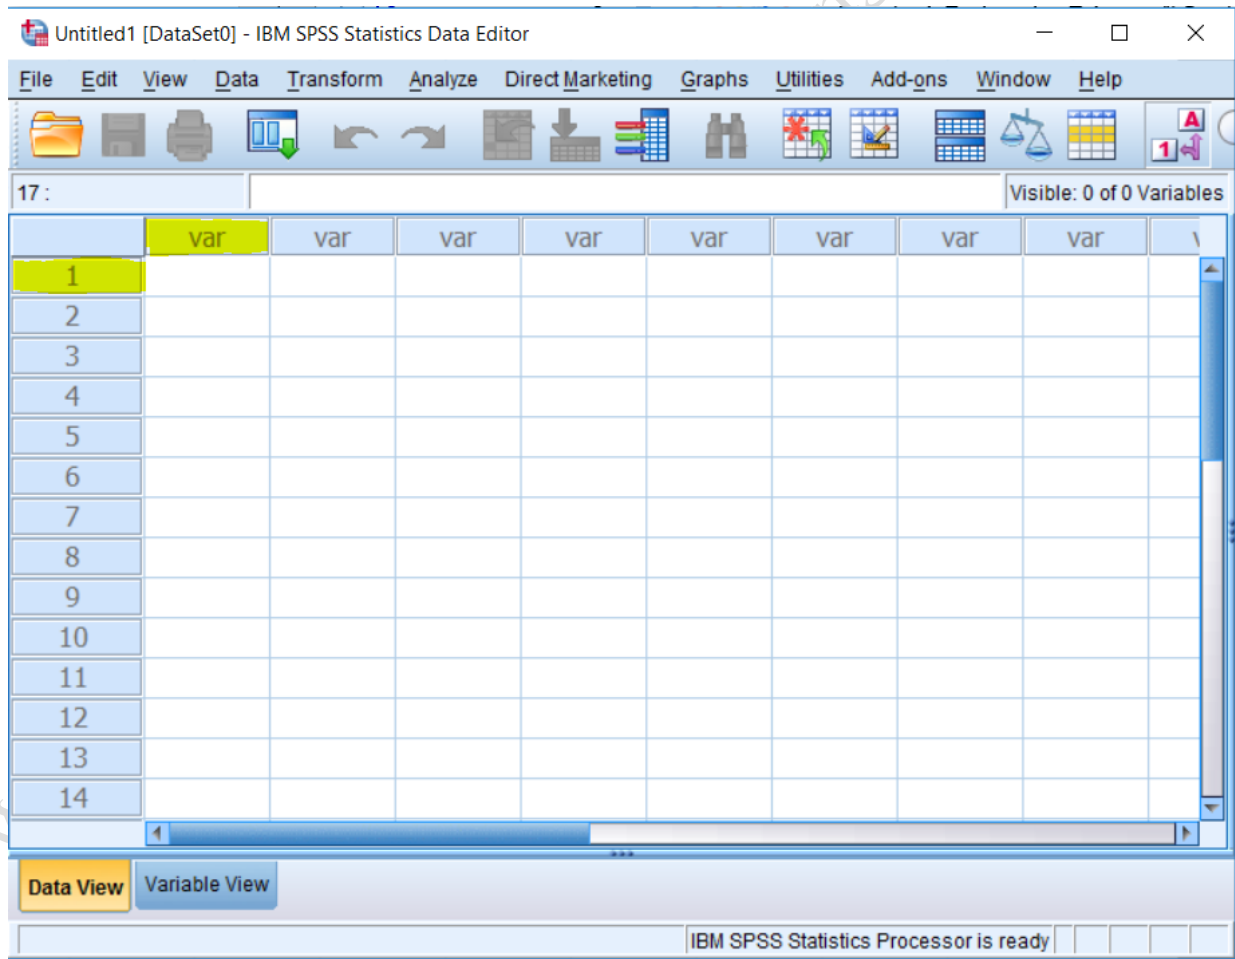 Untitled1 [DataSet0] - IBM SPSS Statistics Data Editor
File Edit View Data Transform Analyze Direct Marketing Graphs Utilities Add-ons Window Help
A
1
17 :
Visible: 0 of 0 Variables
var var var var var var var var
1
2
3
4
5
6
7
8
9
10
11
12
13
14
Data View Variable View
IBM SPSS Statistics Processor is ready